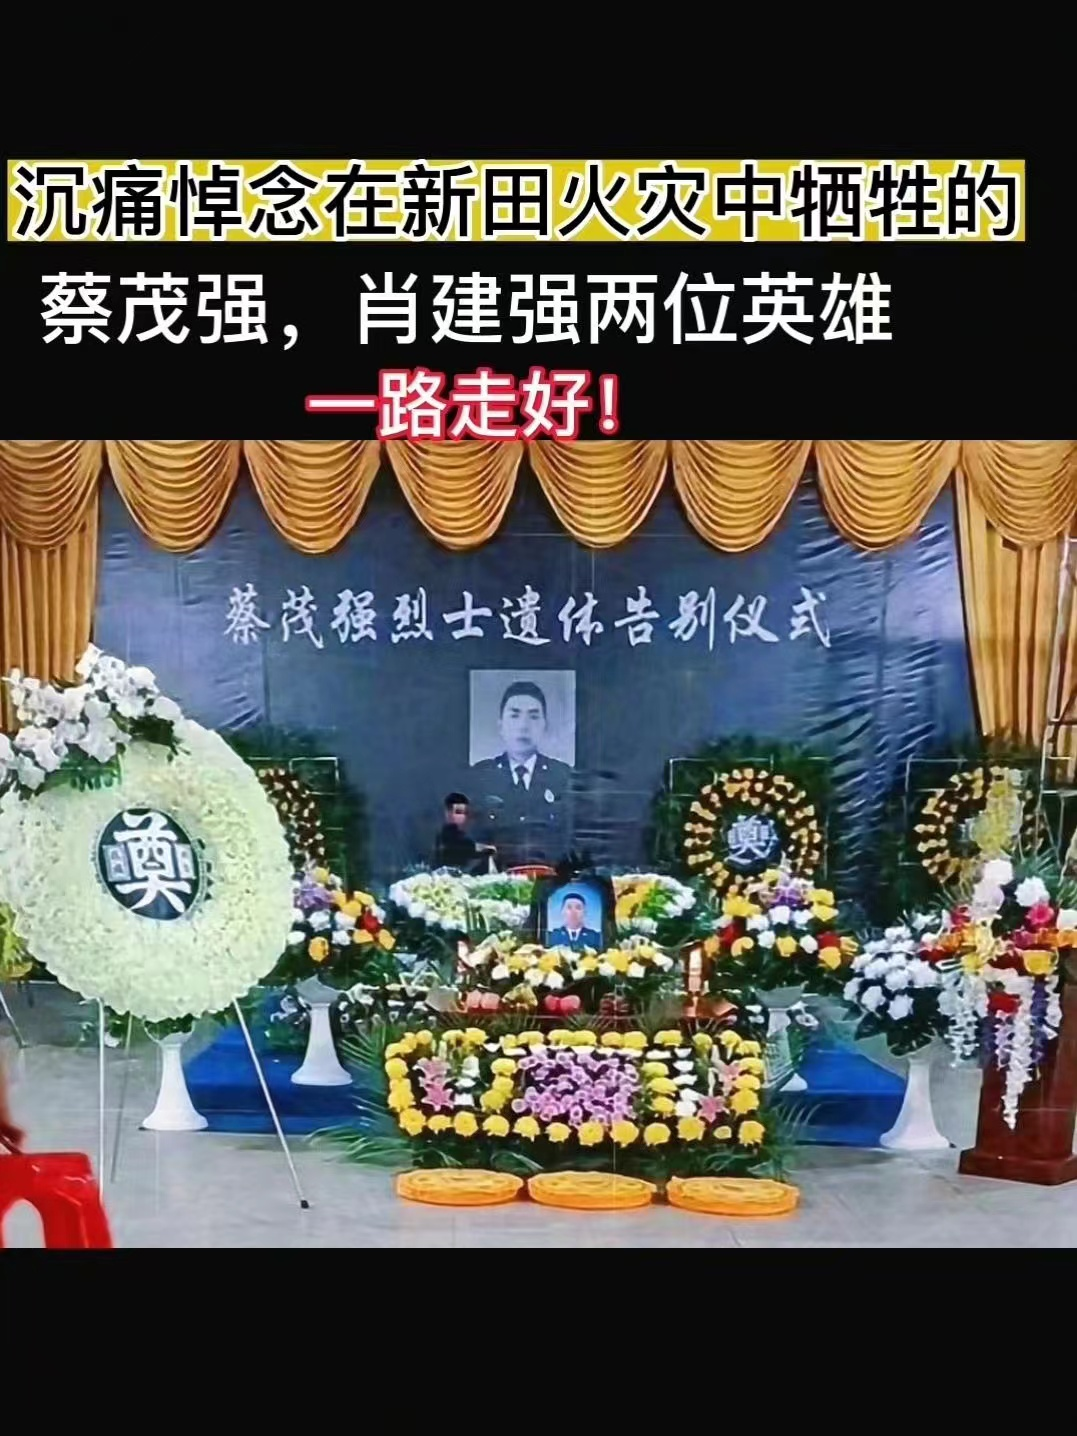 沉痛悼念在新田火灾中牺牲的
蔡茂强，肖建强两位英雄
一路走好！
蔡茂强烈士遗体告别仪式
奠
奠